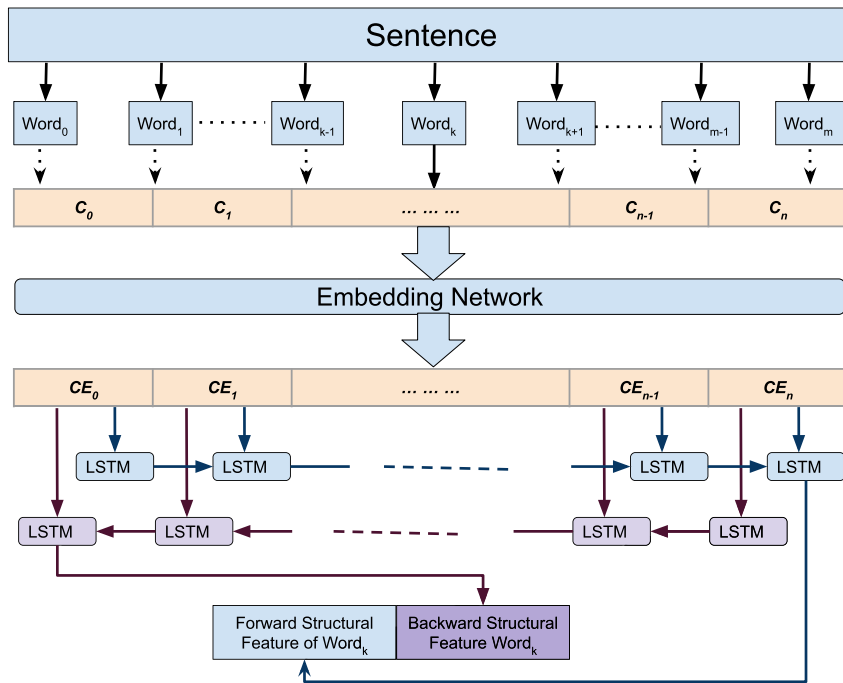 Sentence
Word0 Word1 Wordk-1 Wordk Wordk+1 Wordm-1 Wordm
C0 C1 ... ... ... Cn-1 Cn
Embedding Network
CE0 CE1 ... ... ... CEn-1 CEn
LSTM LSTM LSTM LSTM
LSTM LSTM LSTM LSTM
Forward Structural Backward Structural
Feature of Wordk Feature Wordk